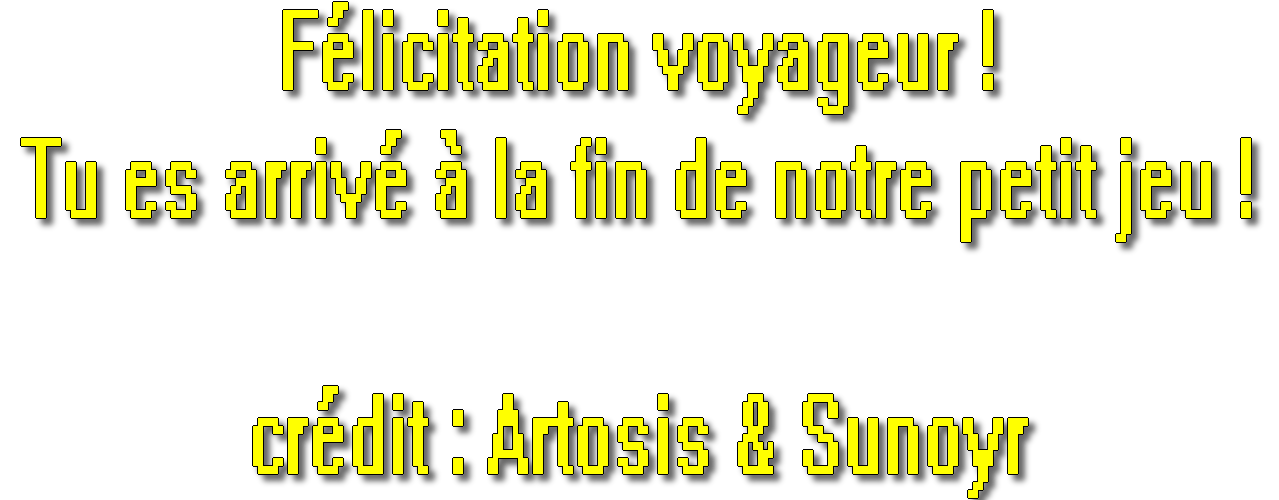 Félicitation voyageur !
Tu es arrivé à la fin de notre petit jeu !
crédit : Artosis & Sunoyr